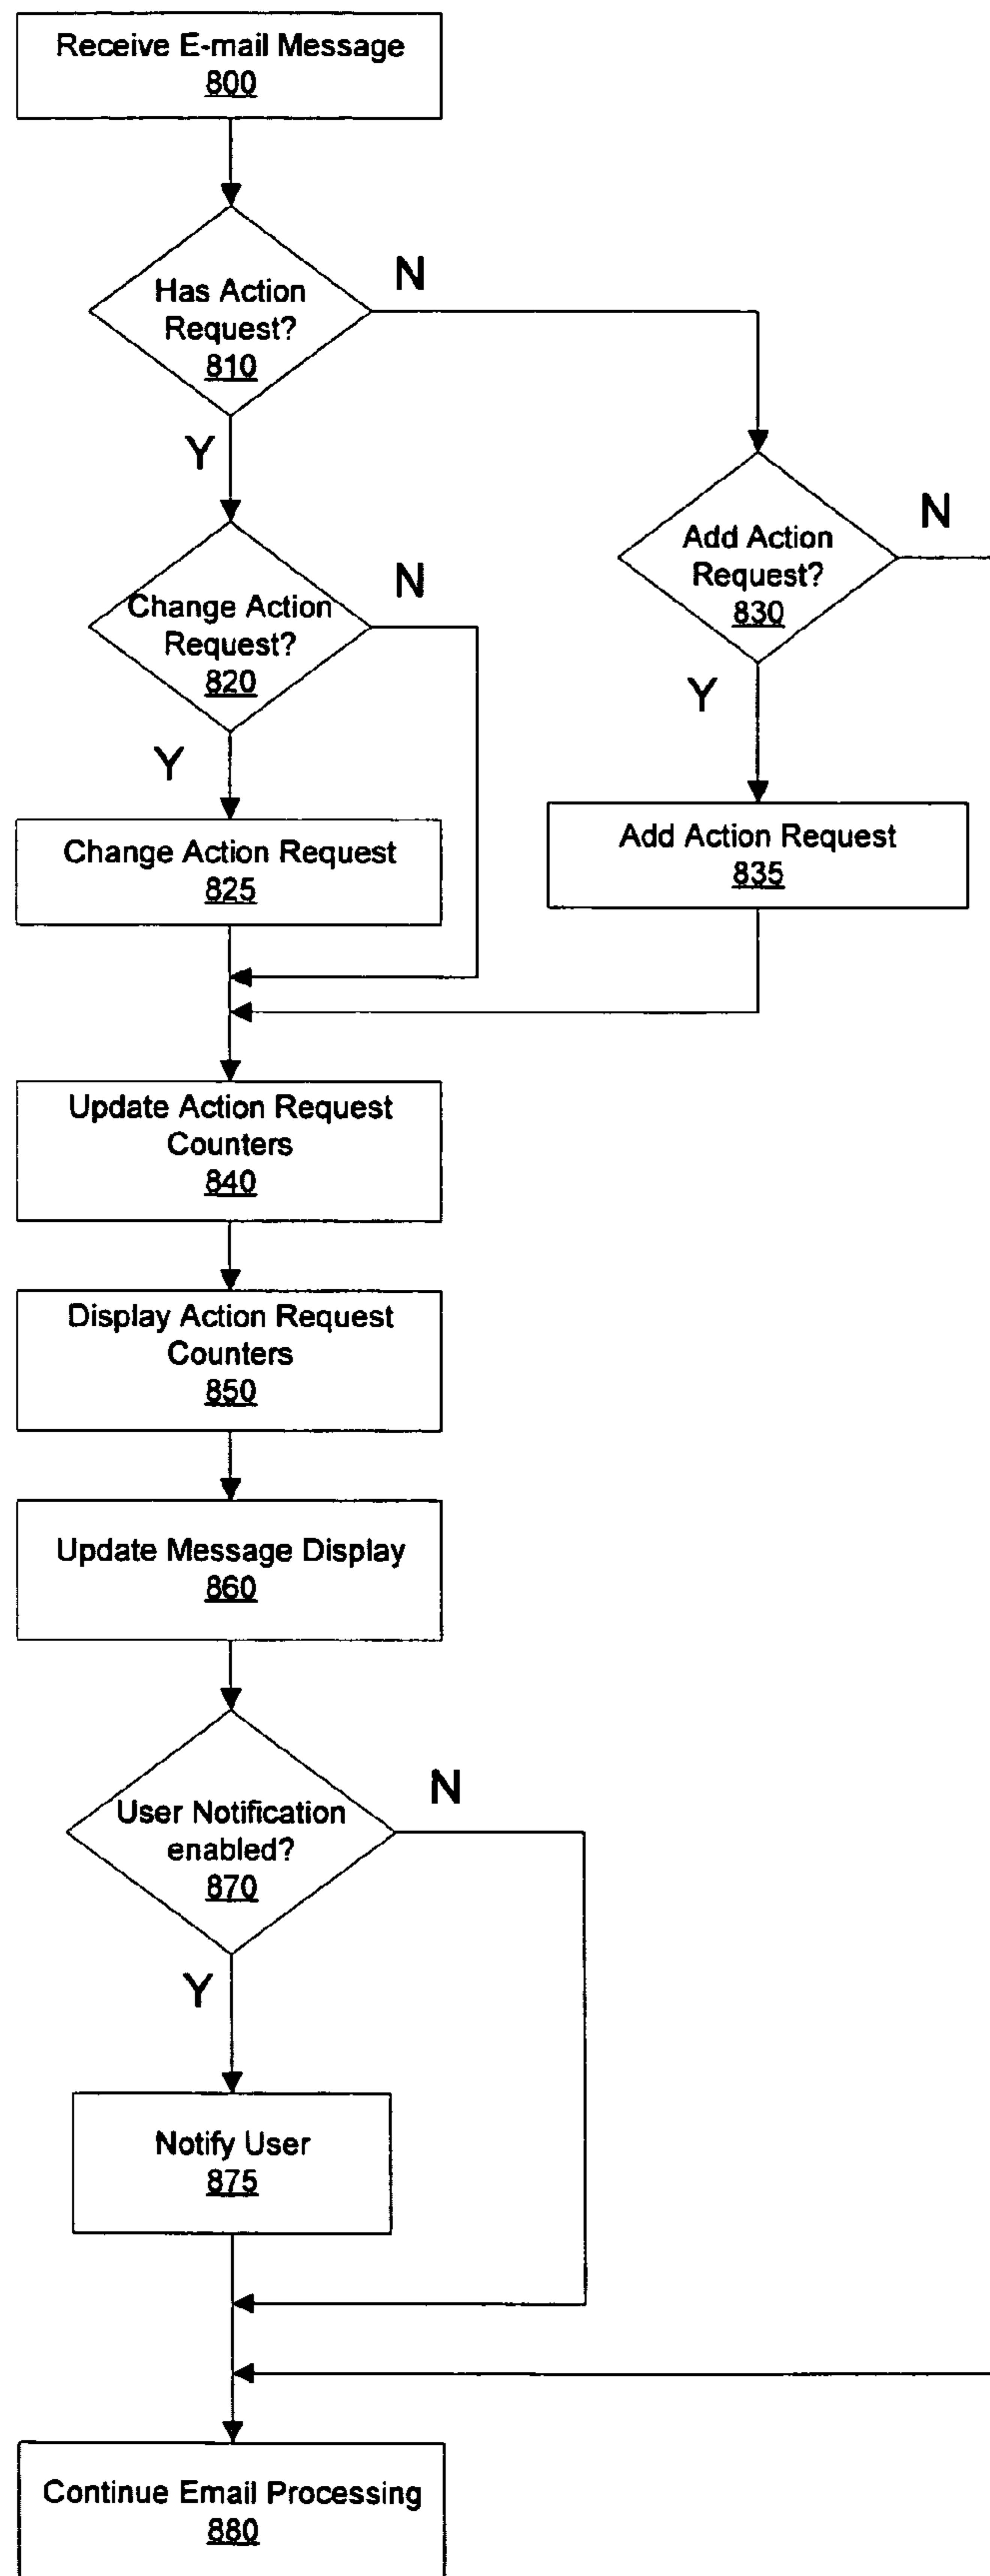 Receive E-mail Message
800
Has Action
Request?
810
N
Y
Change Action
Request?
820
N
Y
Add Action
Request?
830
N
Y
Change Action Request
825
Add Action Request
835
Update Action Request
Counters
840
Display Action Request
Counters
850
Update Message Display
860
User Notification
enabled?
870
N
Y
Notify User
875
Continue Email Processing
880